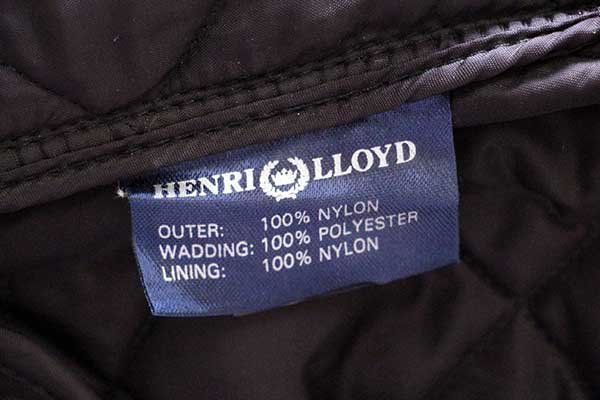 HENRI LLOYD
OUTER: 100% NYLON
WADDING: 100% POLYESTER
LINING: 100% NYLON